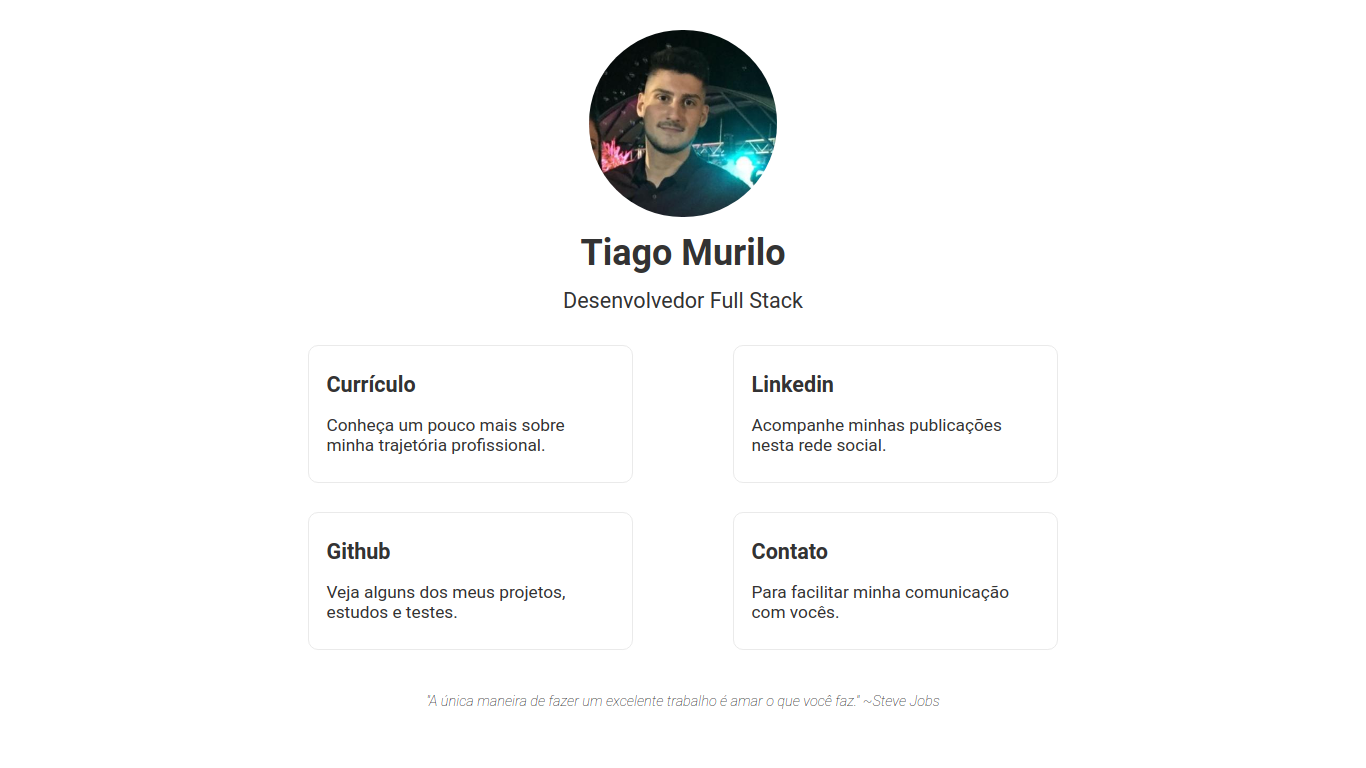 Tiago Murilo
Desenvolvedor Full Stack
Currículo
Conheça um pouco mais sobre
minha trajetória profissional.
Linkedin
Acompanhe minhas publicações
nesta rede social.
Github
Veja alguns dos meus projetos,
estudos e testes.
Contato
Para facilitar minha comunicação
com vocês.
"A única maneira de fazer um excelente trabalho é amar o que você faz." ~Steve Jobs